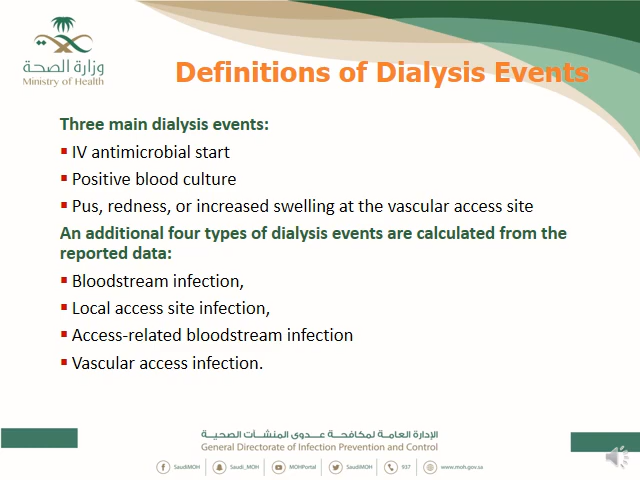 وزارة الصحة
Ministry of Health
Definitions of Dialysis Events
Three main dialysis events:
IV antimicrobial start
Positive blood culture
Pus, redness, or increased swelling at the vascular access site
An additional four types of dialysis events are calculated from the
reported data:
Bloodstream infection,
Local access site infection,
Access-related bloodstream infection
Vascular access infection.
الإدارة العامة لمكافحة عدوى المنشآت الصحية
General Directorate of Infection Prevention and Control
SaudiMOH
Saudi_MOH
MOHPortal
SaudiMOH
937
www.moh.gov.sa